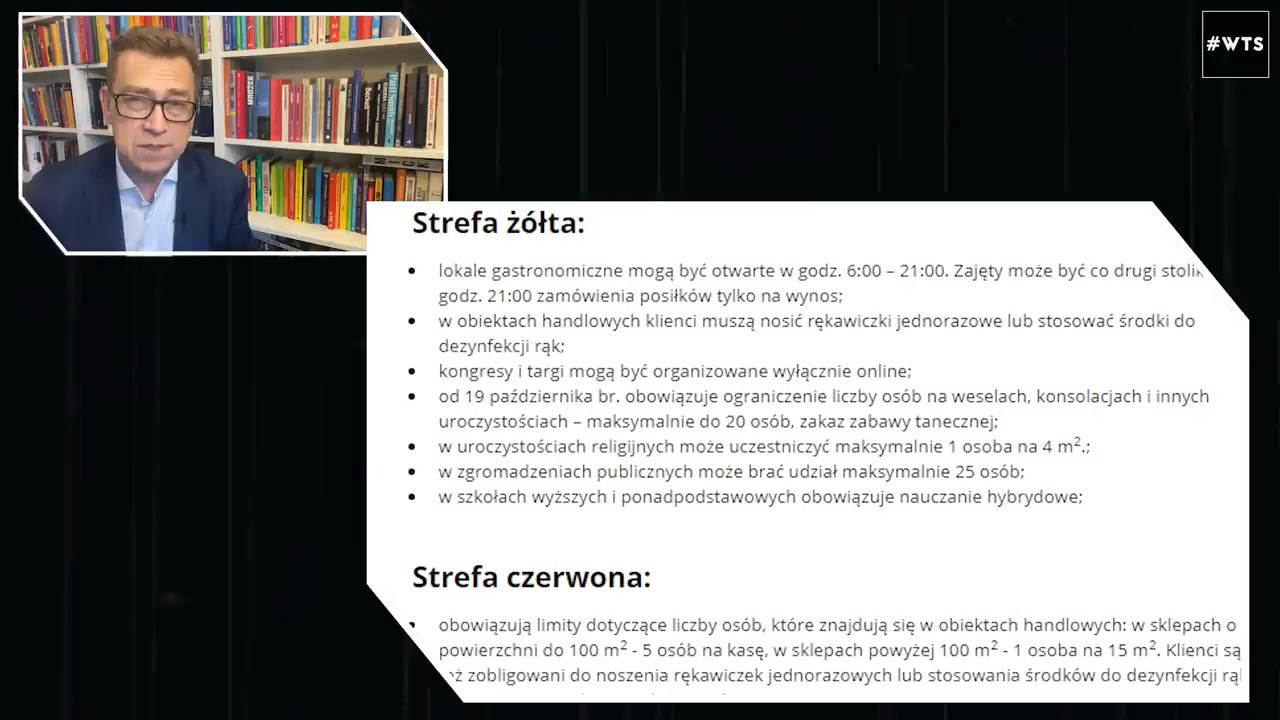 #WTS
MROŻEK
Beckett
Patti Smith
MICK
Strefa żółta:
lokale gastronomiczne mogą być otwarte w godz. 6:00 – 21:00. Zajęty może być co drugi stolik
godz. 21:00 zamówienia posiłków tylko na wynos;
w obiektach handlowych klienci muszą nosić rękawiczki jednorazowe lub stosować środki do
dezynfekcji rąk;
kongresy i targi mogą być organizowane wyłącznie online;
od 19 października br. obowiązuje ograniczenie liczby osób na weselach, konsolacjach i innych
uroczystościach – maksymalnie do 20 osób, zakaz zabawy tanecznej;
w uroczystościach religijnych może uczestniczyć maksymalnie 1 osoba na 4 m².;
w zgromadzeniach publicznych może brać udział maksymalnie 25 osób;
w szkołach wyższych i ponadpodstawowych obowiązuje nauczanie hybrydowe;
Strefa czerwona:
obowiązują limity dotyczące liczby osób, które znajdują się w obiektach handlowych: w sklepach o
powierzchni do 100 m² - 5 osób na kasę, w sklepach powyżej 100 m² - 1 osoba na 15 m². Klienci są
zobligowani do noszenia rękawiczek jednorazowych lub stosowania środków do dezynfekcji